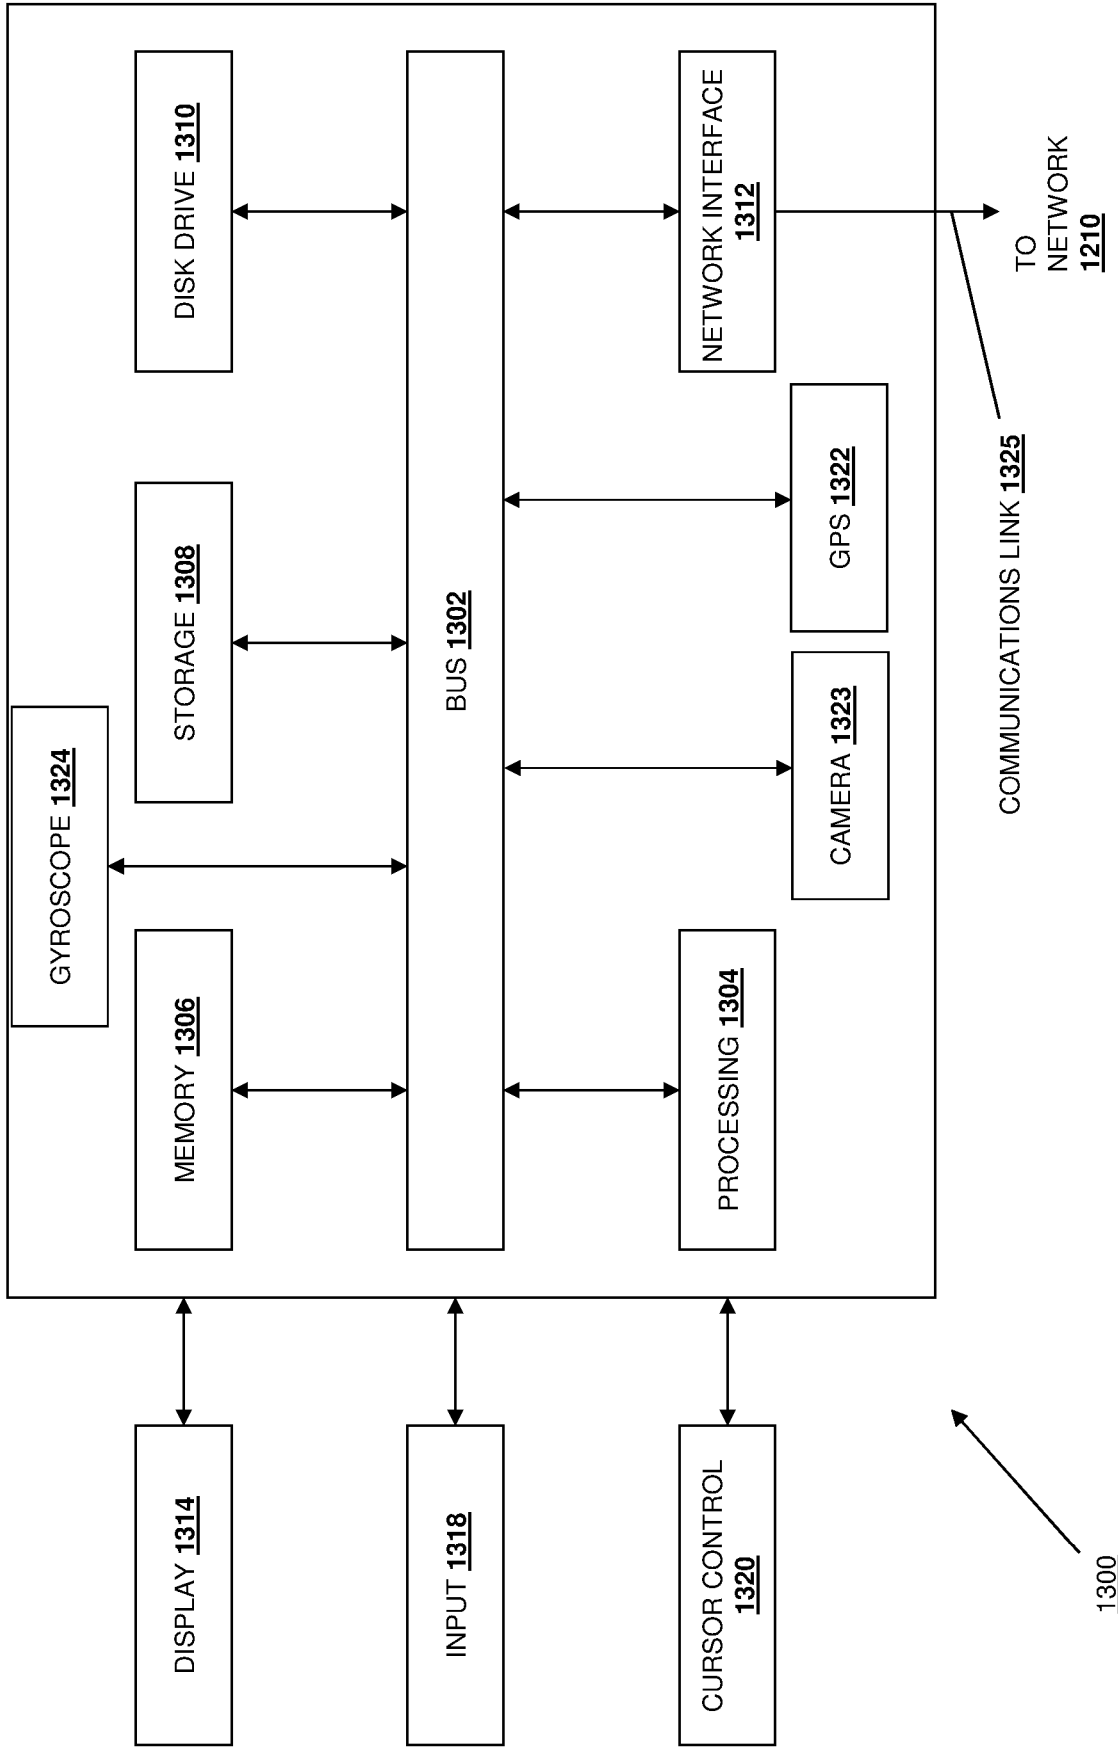 GYROSCOPE 1324
MEMORY 1306
STORAGE 1308
DISK DRIVE 1310
DISPLAY 1314
INPUT 1318
BUS 1302
CURSOR CONTROL
1320
PROCESSING 1304
NETWORK INTERFACE
1312
CAMERA 1323
GPS 1322
COMMUNICATIONS LINK 1325
TO
NETWORK
1210
1300